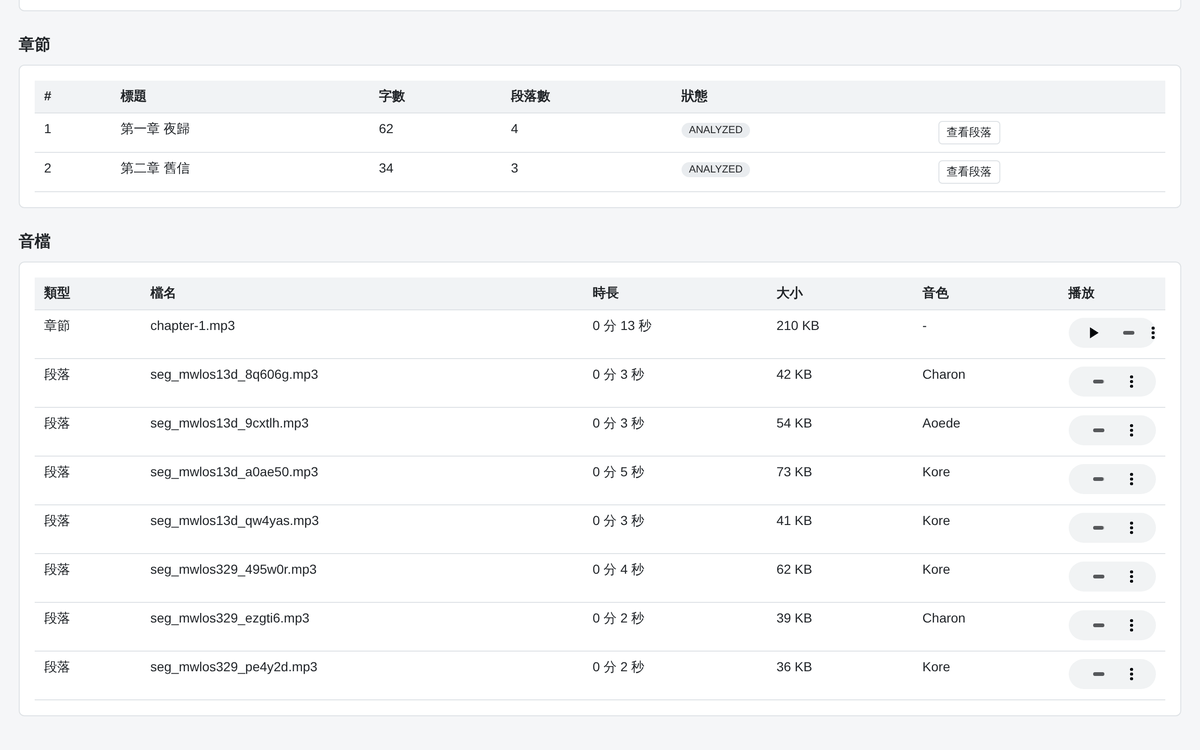 章節
# 標題 字數 段落數 狀態
1 第一章 夜歸 62 4 ANALYZED 查看段落
2 第二章 舊信 34 3 ANALYZED 查看段落
音檔
類型 檔名 時長 大小 音色 播放
章節 chapter-1.mp3 0 分 13 秒 210 KB -
段落 seg_mwlos13d_8q606g.mp3 0 分 3 秒 42 KB Charon
段落 seg_mwlos13d_9cxtlh.mp3 0 分 3 秒 54 KB Aoede
段落 seg_mwlos13d_a0ae50.mp3 0 分 5 秒 73 KB Kore
段落 seg_mwlos13d_qw4yas.mp3 0 分 3 秒 41 KB Kore
段落 seg_mwlos329_495w0r.mp3 0 分 4 秒 62 KB Kore
段落 seg_mwlos329_ezgti6.mp3 0 分 2 秒 39 KB Charon
段落 seg_mwlos329_pe4y2d.mp3 0 分 2 秒 36 KB Kore